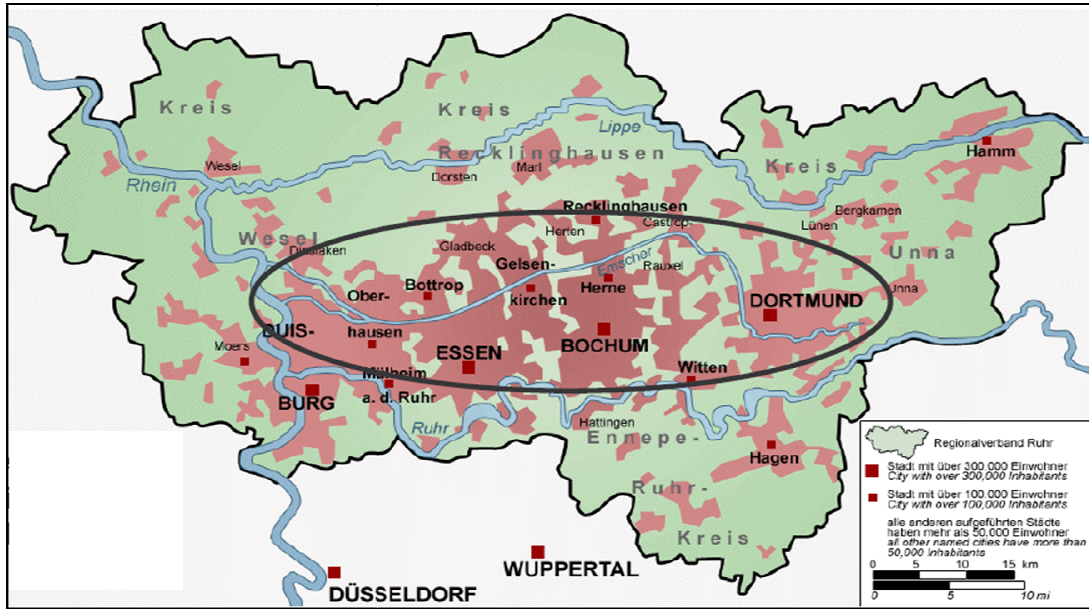 Kreis
Kreis
Lippe
Recklinghausen
Kreis
Hamm
Wesel
Dorsten
Marl
Rhein
Recklinghausen
Castrop-
Bergkamen
Lünen
Herten
Wesel
Dinslaken
Gladbeck
Unna
Gelsen-
Emscher
Rauxel
Bottrop
Herne
Unna
Ober-
kirchen
DORTMUND
DUIS-
hausen
BOCHUM
Moers
ESSEN
Mülheim
Witten
BURG
a. d. Ruhr
Ruhr
Hattingen
Ennepe-
Hagen
Ruhr-
Kreis
WUPPERTAL
DÜSSELDORF
Regionalverband Ruhr
Stadt mit über 300.000 Einwohner
City with over 300,000 Inhabitants
Stadt mit über 100.000 Einwohner
City with over 100,000 Inhabitants
alle anderen aufgeführten Städte
haben mehr als 50.000 Einwohner
all other named cities have more than
50,000 Inhabitants
0 5 10 15 km
0 5 10 mi